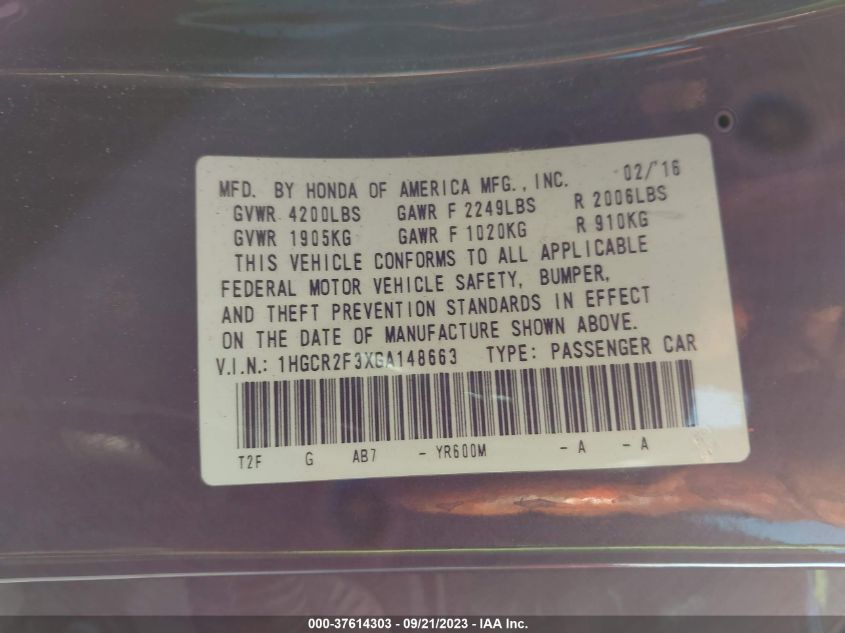 MFD. BY HONDA OF AMERICA MFG., INC. 02/'16
GVWR 4200LBS GAWR F 2249LBS R 2006LBS
GVWR 1905KG GAWR F 1020KG R 910KG
THIS VEHICLE CONFORMS TO ALL APPLICABLE
FEDERAL MOTOR VEHICLE SAFETY, BUMPER,
AND THEFT PREVENTION STANDARDS IN EFFECT
ON THE DATE OF MANUFACTURE SHOWN ABOVE.
V.I.N.: 1HGCR2F3XGA148663 TYPE: PASSENGER CAR
T2F G AB7 - YR600M - A - A
000-37614303 - 09/21/2023 - IAA Inc.